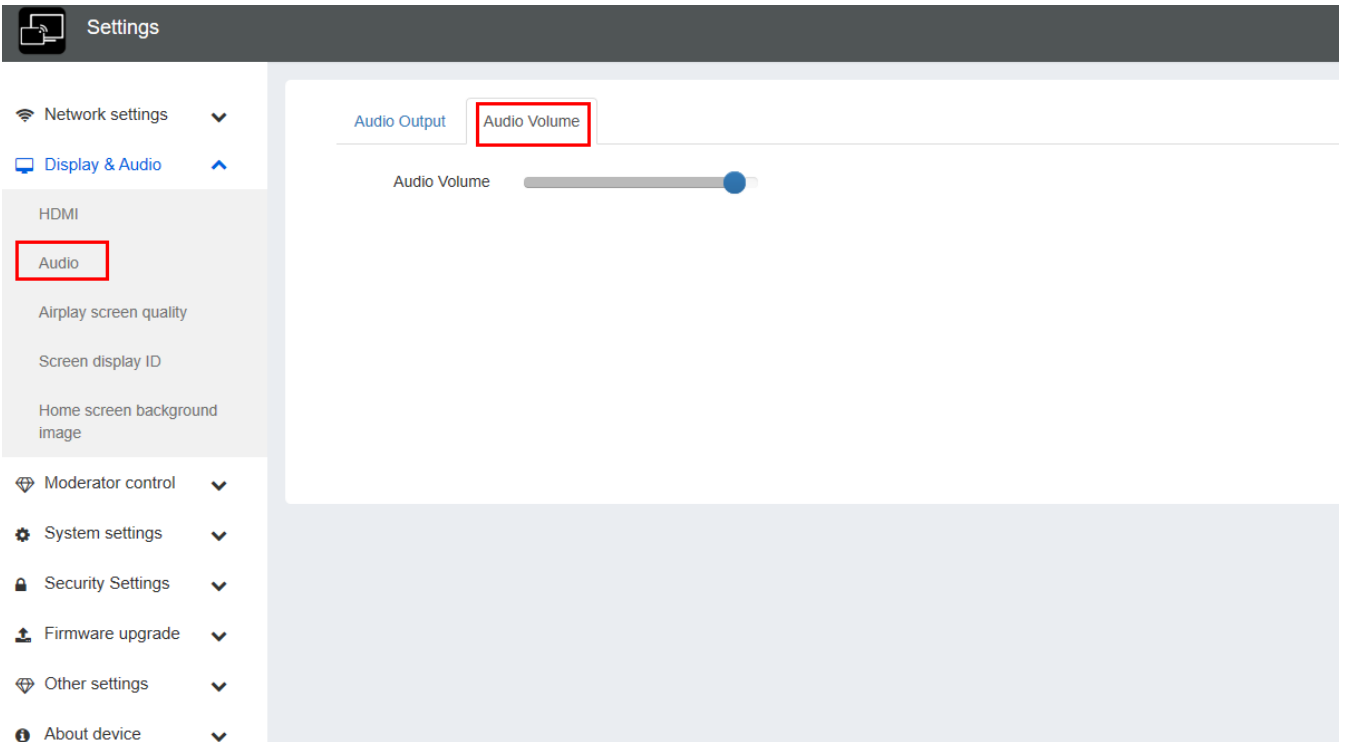 Settings
Network settings
Display & Audio
HDMI
Audio
Airplay screen quality
Screen display ID
Home screen background
image
Moderator control
System settings
Security Settings
Firmware upgrade
Other settings
About device
Audio Output
Audio Volume
Audio Volume